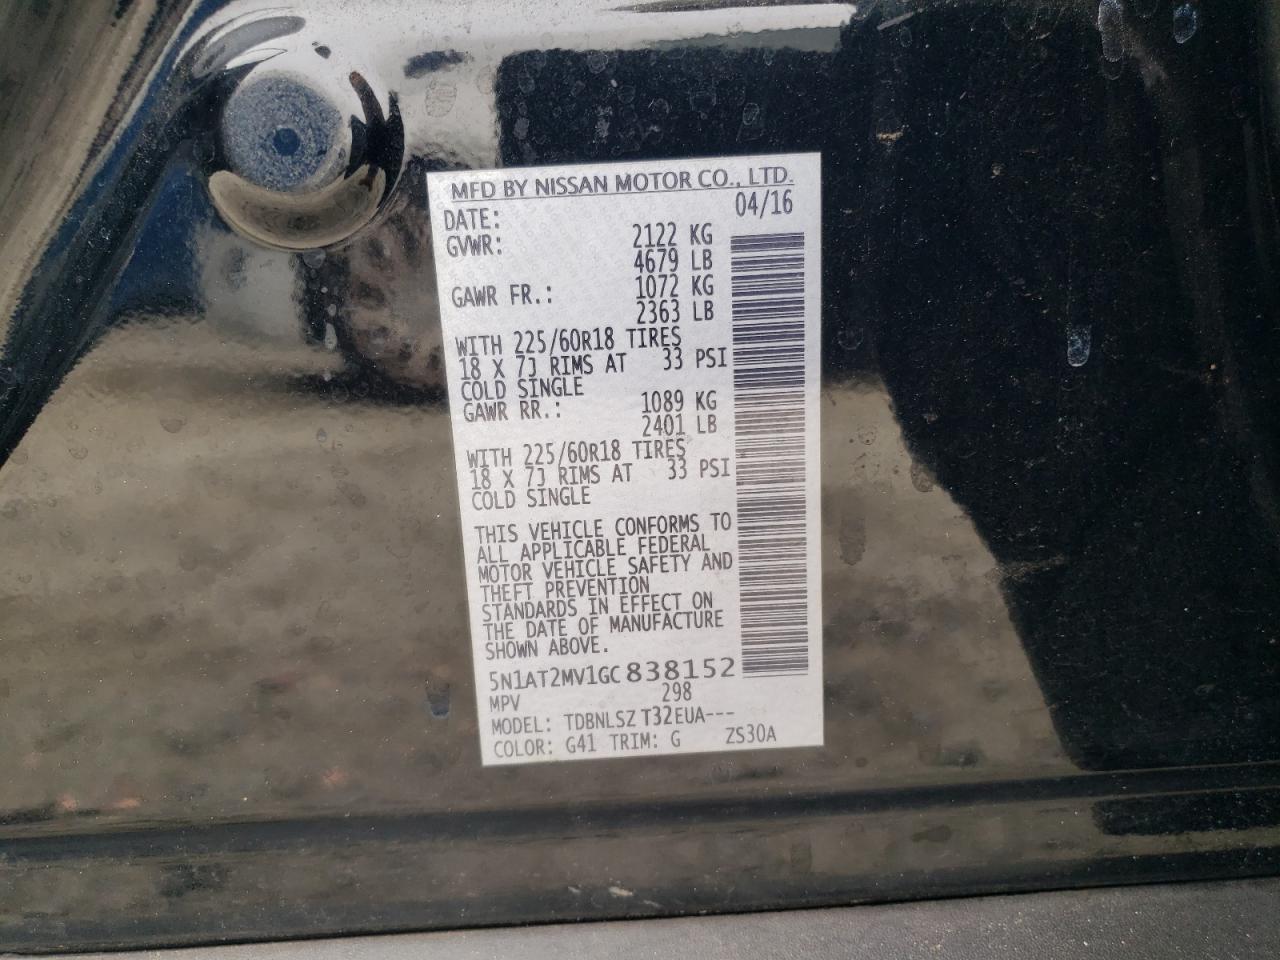 MFD BY NISSAN MOTOR CO., LTD.
DATE: 04/16
GVWR: 2122 KG
4679 LB
GAWR FR.: 1072 KG
2363 LB
WITH 225/60R18 TIRES
18 X 7J RIMS AT 33 PSI
COLD SINGLE
GAWR RR.: 1089 KG
2401 LB
WITH 225/60R18 TIRES
18 X 7J RIMS AT 33 PSI
COLD SINGLE
THIS VEHICLE CONFORMS TO
ALL APPLICABLE FEDERAL
MOTOR VEHICLE SAFETY AND
THEFT PREVENTION
STANDARDS IN EFFECT ON
THE DATE OF MANUFACTURE
SHOWN ABOVE.
5N1AT2MV1GC838152
MPV 298
MODEL: TDBNLSZ T32EUA---
COLOR: G41 TRIM: G ZS30A